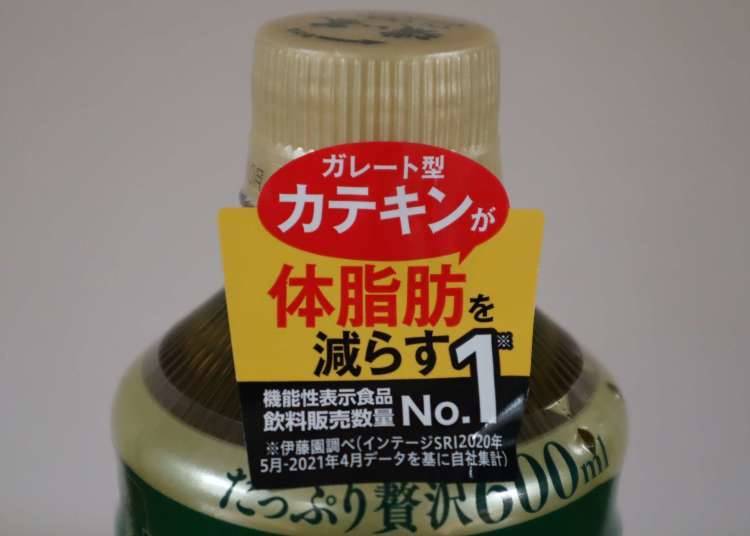 ガレート型
カテキンが
体脂肪を
減らす
機能性表示食品
飲料販売数量 No.1※
※伊藤園調べ(インテージSRI2020年
5月-2021年4月データを基に自社集計)
たっぷり贅沢600ml